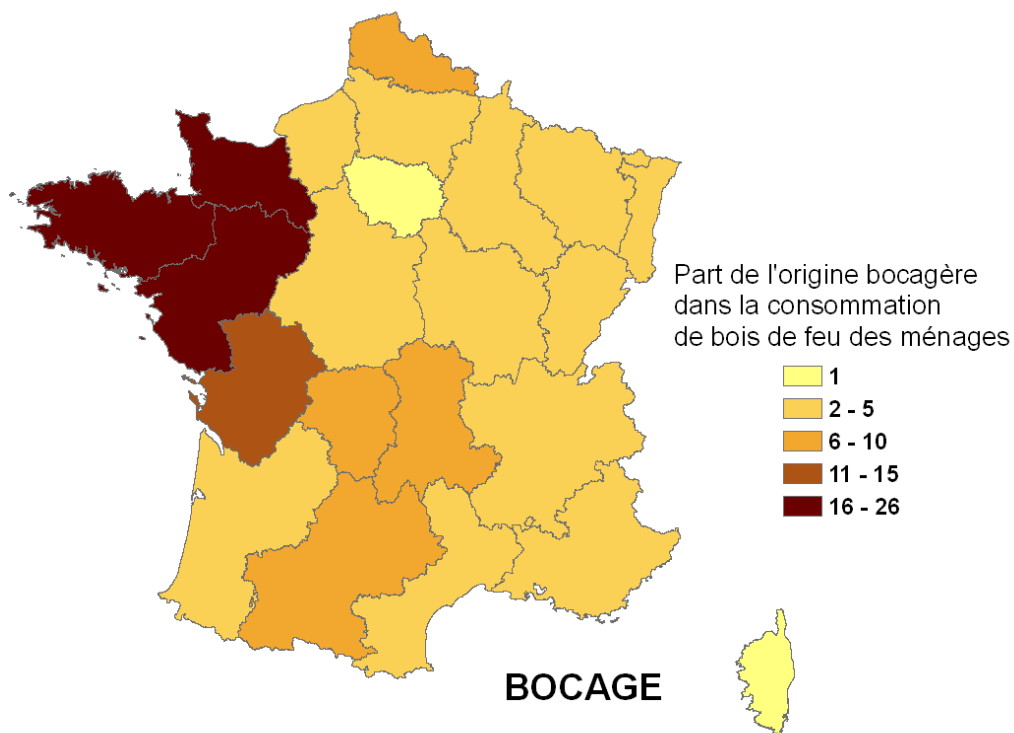 Part de l'origine bocagère
dans la consommation
de bois de feu des ménages
1
2 - 5
6 - 10
11 - 15
16 - 26
BOCAGE